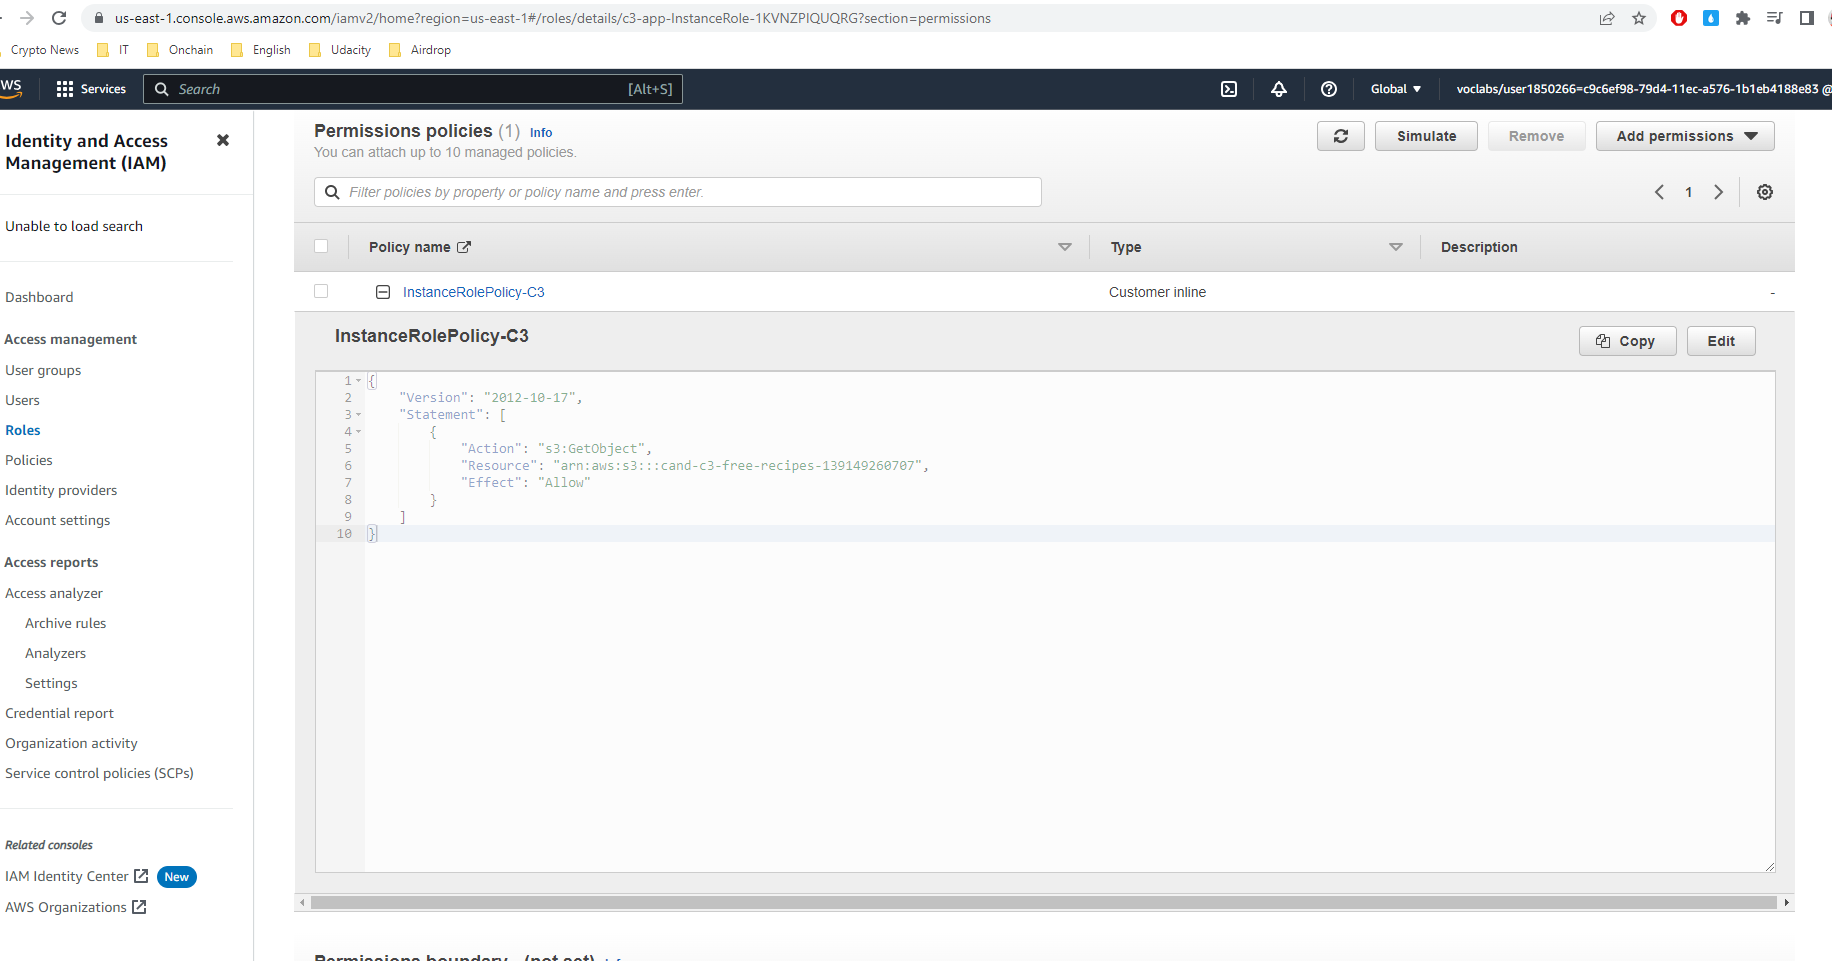 us-east-1.console.aws.amazon.com/iamv2/home?region=us-east-1#/roles/details/c3-app-InstanceRole-1KVNZPIQUQRG?section=permissions
Crypto News IT Onchain English Udacity Airdrop
Services Search [Alt+S] Global voclabs/user1850266=c9c6ef98-79d4-11ec-a576-1b1eb4188e83 @
Identity and Access
Management (IAM)
Unable to load search
Dashboard
Access management
User groups
Users
Roles
Policies
Identity providers
Account settings
Access reports
Access analyzer
Archive rules
Analyzers
Settings
Credential report
Organization activity
Service control policies (SCPs)
Related consoles
IAM Identity Center New
AWS Organizations
Permissions policies (1) Info
You can attach up to 10 managed policies.
Simulate Remove Add permissions
Filter policies by property or policy name and press enter.
1
Policy name Type Description
InstanceRolePolicy-C3 Customer inline -
InstanceRolePolicy-C3
Copy Edit
1 {
2 "Version": "2012-10-17",
3 "Statement": [
4 {
5 "Action": "s3:GetObject",
6 "Resource": "arn:aws:s3:::cand-c3-free-recipes-139149260707",
7 "Effect": "Allow"
8 }
9 ]
10 }
Permissions boundary - (not set)